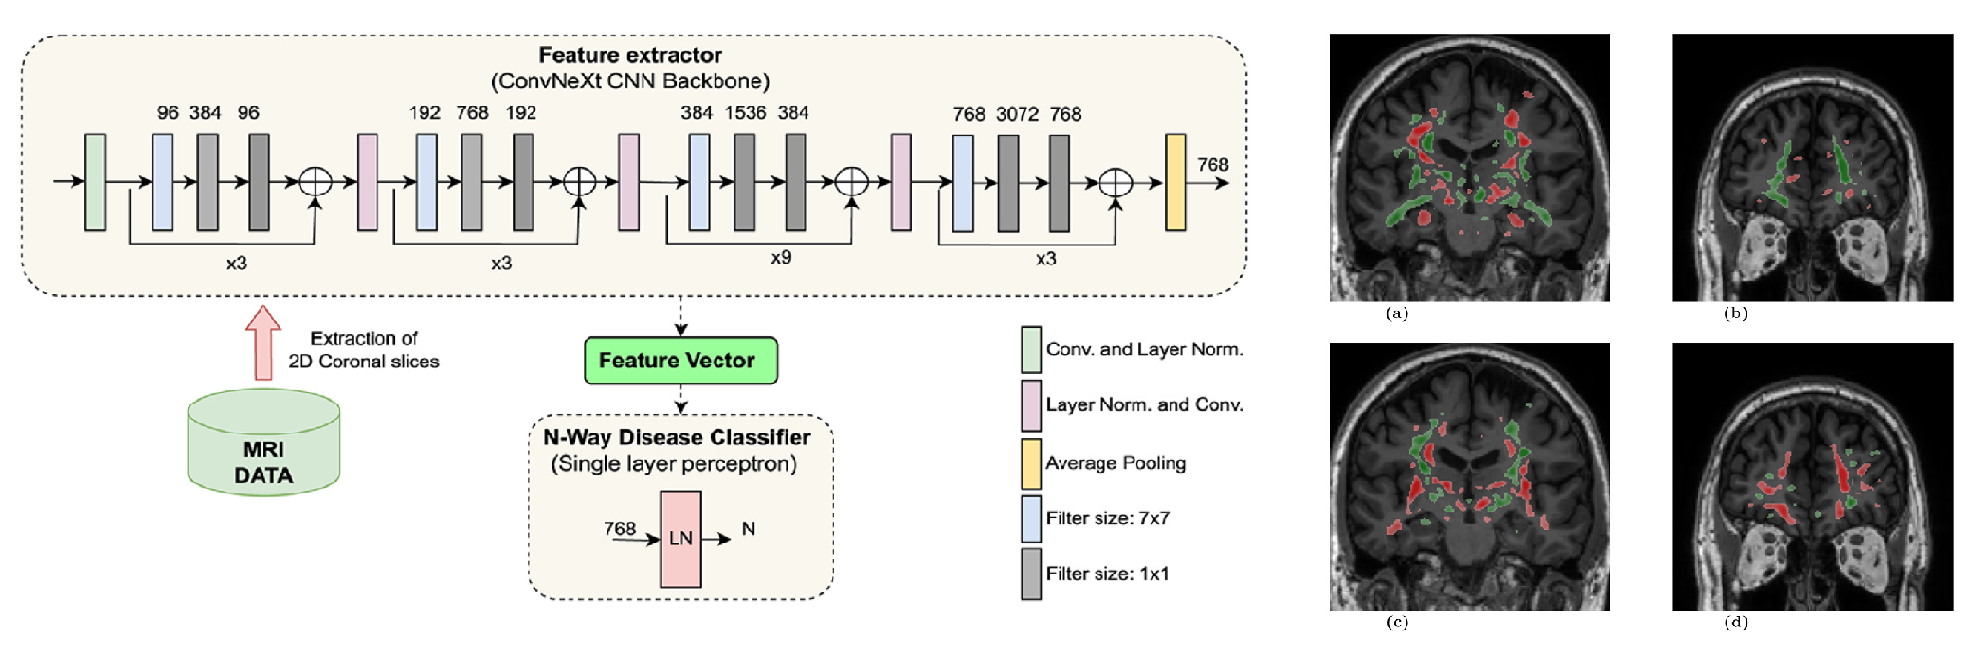 Feature extractor
(ConvNeXt CNN Backbone)
96 384 96
192 768 192
384 1536 384
768 3072 768
768
x3
x3
x9
x3
Extraction of
2D Coronal slices
MRI
DATA
Feature Vector
N-Way Disease Classifier
(Single layer perceptron)
768
LN
N
Conv. and Layer Norm.
Layer Norm. and Conv.
Average Pooling
Filter size: 7x7
Filter size: 1x1
(a)
(b)
(c)
(d)